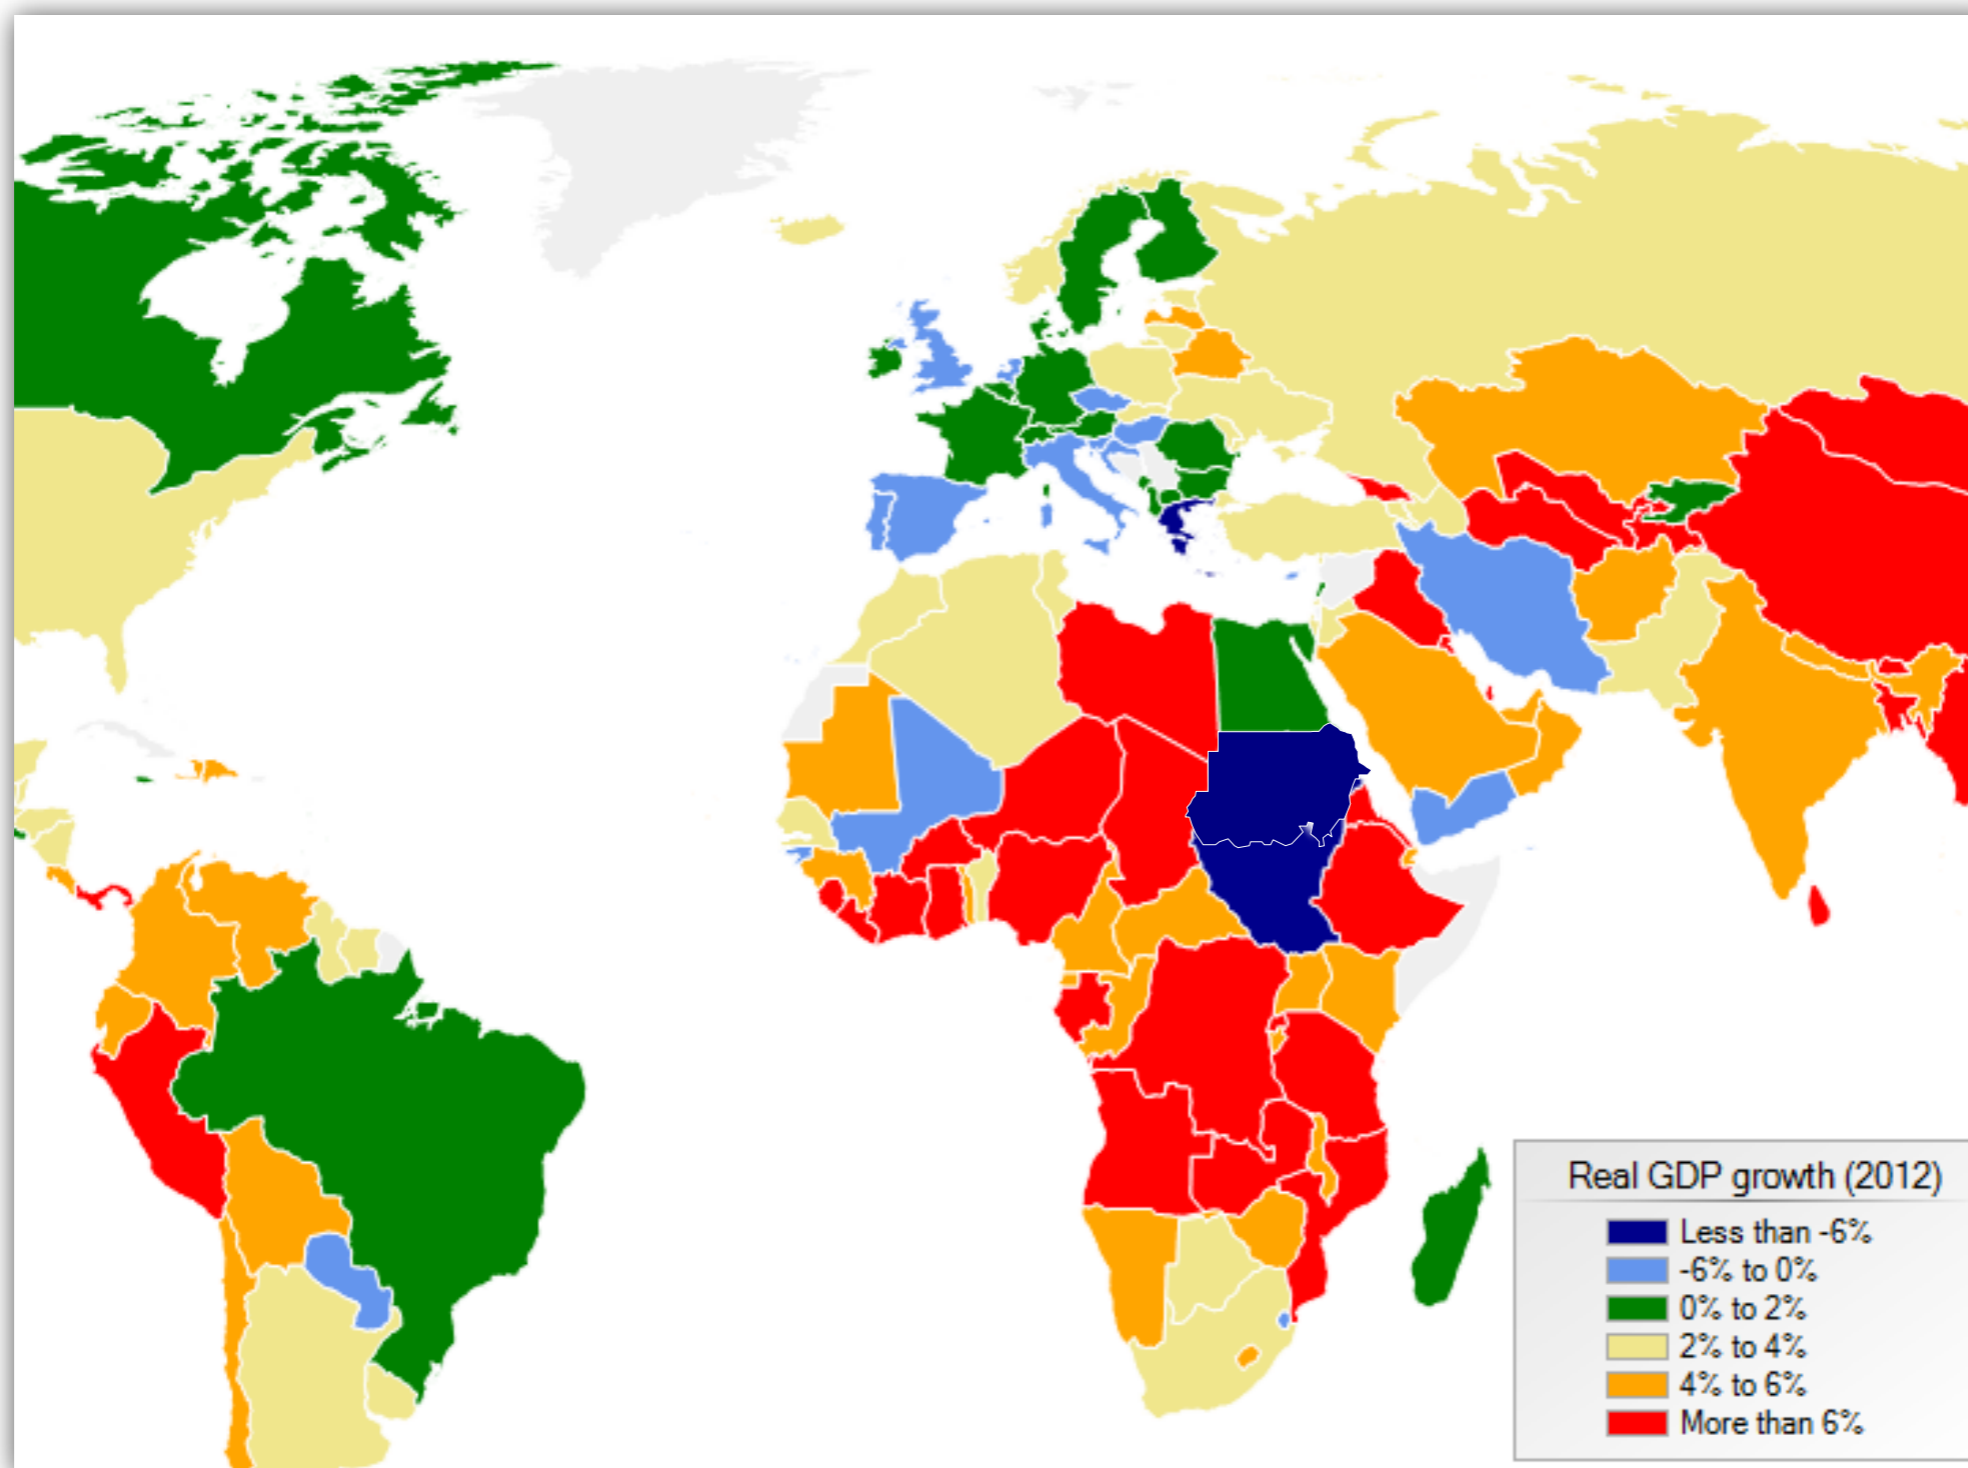 Real GDP growth (2012)
Less than -6%
-6% to 0%
0% to 2%
2% to 4%
4% to 6%
More than 6%